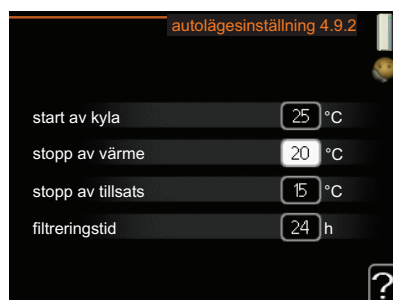 autolägesinställning 4.9.2
start av kyla 25 °C
stopp av värme 20 °C
stopp av tillsats 15 °C
filtreringstid 24 h
?